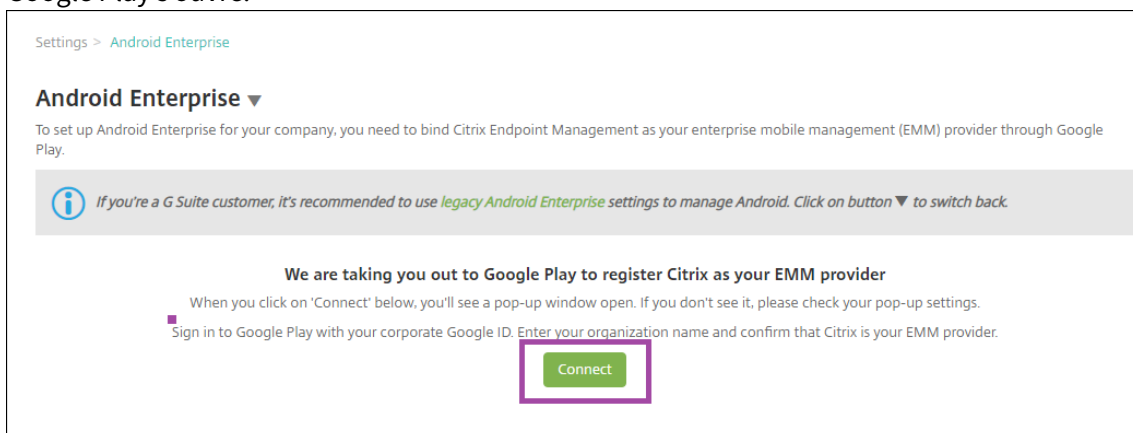 Google Play s'ouvre.
Settings > Android Enterprise
Android Enterprise ▼
To set up Android Enterprise for your company, you need to bind Citrix Endpoint Management as your enterprise mobile management (EMM) provider through Google
Play.
If you're a G Suite customer, it's recommended to use legacy Android Enterprise settings to manage Android. Click on button ▼ to switch back.
We are taking you out to Google Play to register Citrix as your EMM provider
When you click on 'Connect' below, you'll see a pop-up window open. If you don't see it, please check your pop-up settings.
Sign in to Google Play with your corporate Google ID. Enter your organization name and confirm that Citrix is your EMM provider.
Connect